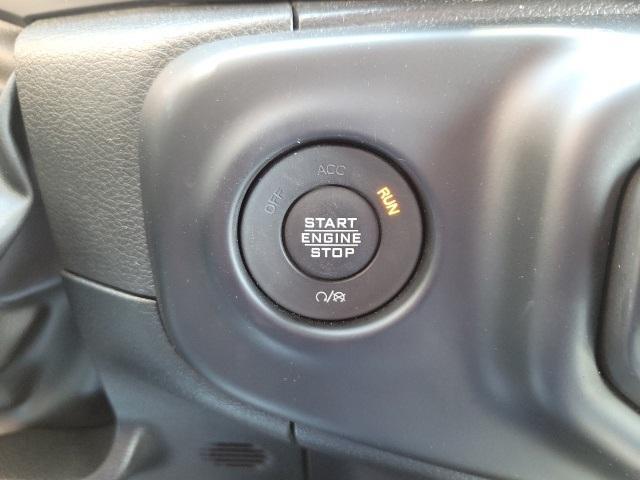 OFF
ACC
RUN
START
ENGINE
STOP